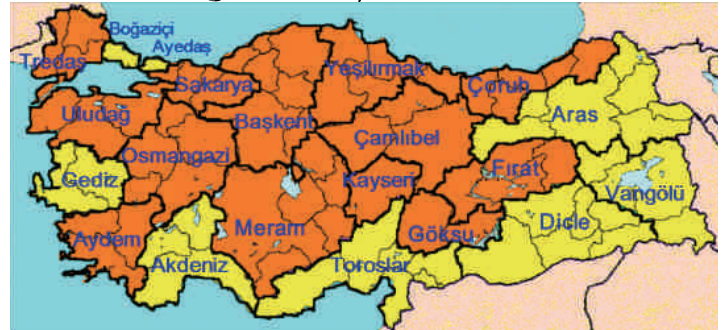 Boğaziçi
Ayedaş
Tredaş
Sakarya
Yeşilırmak
Çoruh
Uludağ
Başkent
Çamlıbel
Aras
Osmangazi
Gediz
Kayseri
Fırat
Vangölü
Aydem
Meram
Göksu
Dicle
Akdeniz
Toroslar